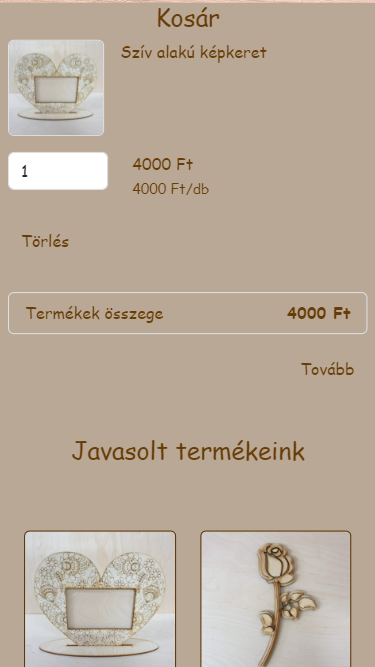 Kosár
Szív alakú képkeret
1
4000 Ft
4000 Ft/db
Törlés
Termékek összege 4000 Ft
Tovább
Javasolt termékeink